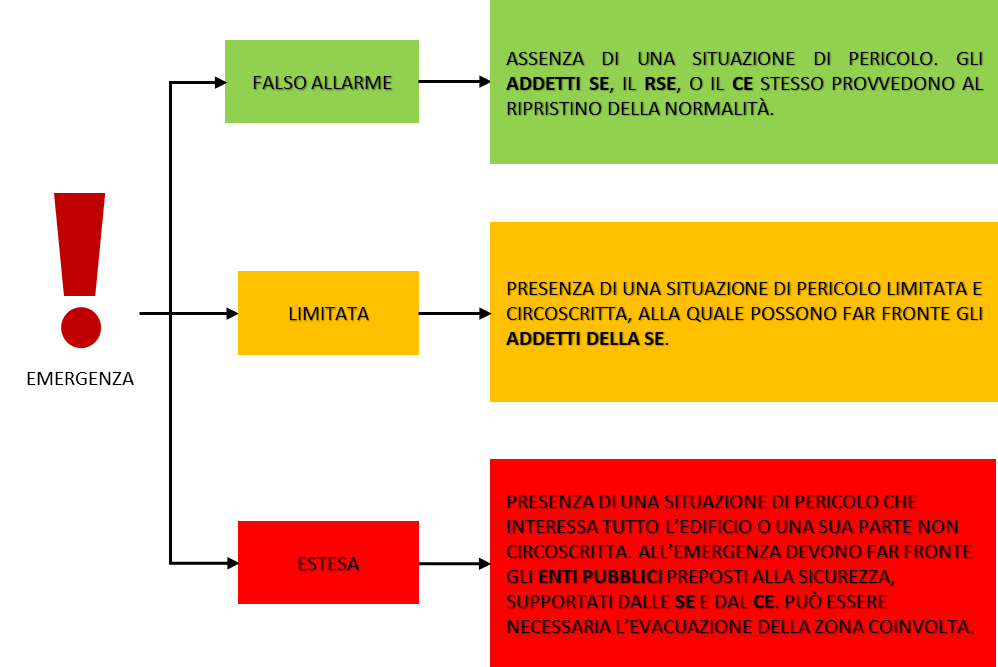 FALSO ALLARME
ASSENZA DI UNA SITUAZIONE DI PERICOLO. GLI
ADDETTI SE, IL RSE, O IL CE STESSO PROVVEDONO AL
RIPRISTINO DELLA NORMALITÀ.
EMERGENZA
LIMITATA
PRESENZA DI UNA SITUAZIONE DI PERICOLO LIMITATA E
CIRCOSCRITTA, ALLA QUALE POSSONO FAR FRONTE GLI
ADDETTI DELLA SE.
ESTESA
PRESENZA DI UNA SITUAZIONE DI PERICOLO CHE
INTERESSA TUTTO L'EDIFICIO O UNA SUA PARTE NON
CIRCOSCRITTA. ALL'EMERGENZA DEVONO FAR FRONTE
GLI ENTI PUBBLICI PREPOSTI ALLA SICUREZZA,
SUPPORTATI DALLE SE E DAL CE. PUÒ ESSERE
NECESSARIA L'EVACUAZIONE DELLA ZONA COINVOLTA.